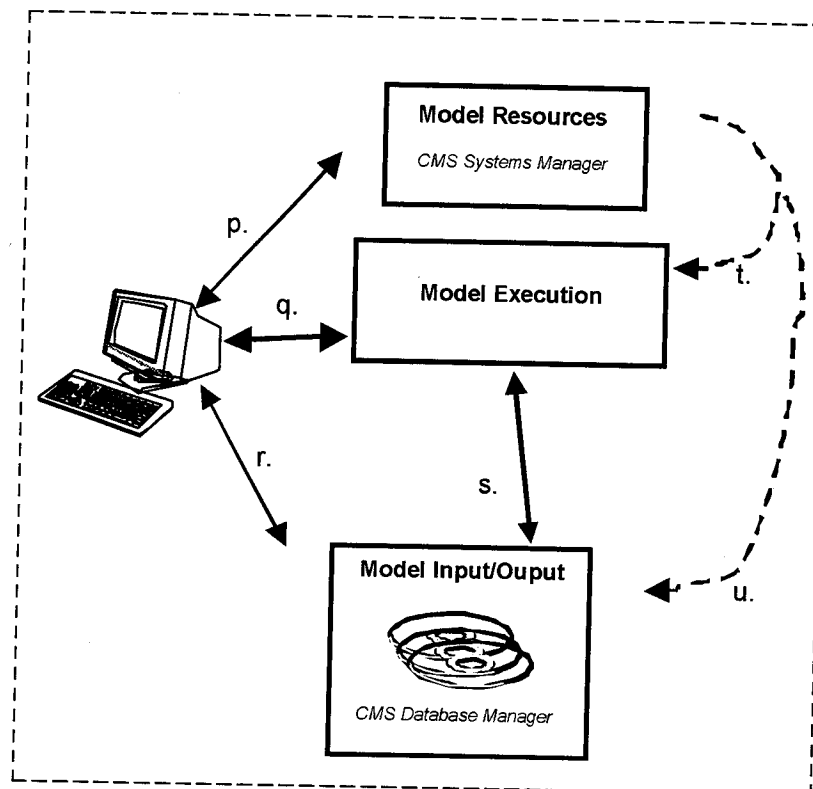 Model Resources
CMS Systems Manager
p.
t.
Model Execution
q.
r.
s.
Model Input/Ouput
u.
CMS Database Manager